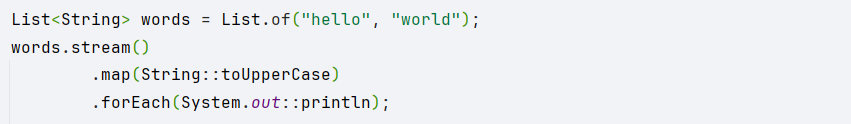 List<String> words = List.of("hello", "world");
words.stream()
        .map(String::toUpperCase)
        .forEach(System.out::println);